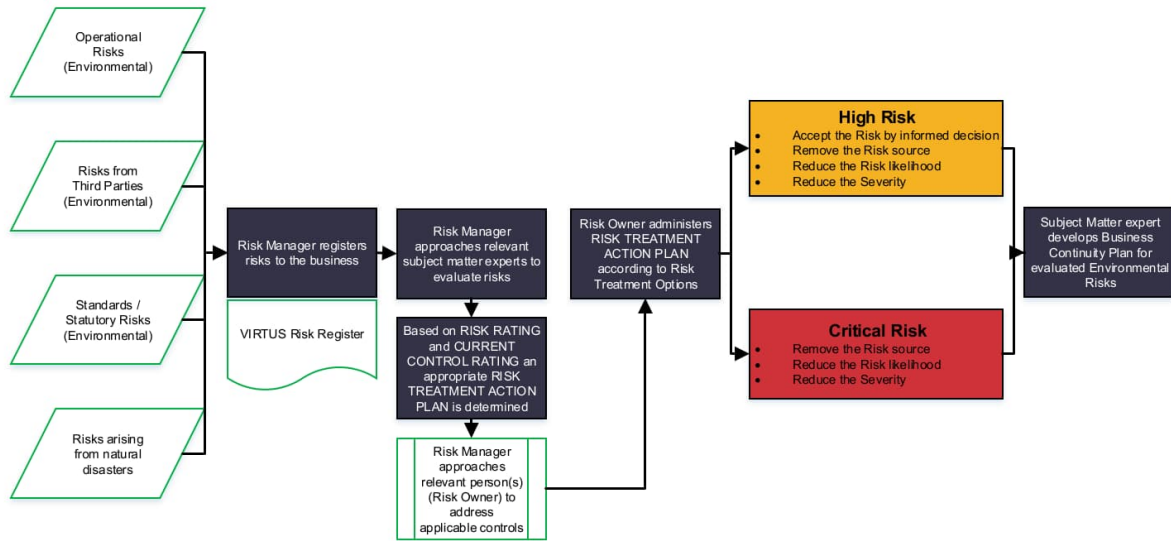 Operational
Risks
(Environmental)
Risks from
Third Parties
(Environmental)
Standards /
Statutory Risks
(Environmental)
Risks arising
from natural
disasters
Risk Manager registers
risks to the business
VIRTUS Risk Register
Risk Manager
approaches relevant
subject matter experts to
evaluate risks
Based on RISK RATING
and CURRENT
CONTROL RATING an
appropriate RISK
TREATMENT ACTION
PLAN is determined
Risk Manager
approaches
relevant person(s)
(Risk Owner) to
address
applicable controls
Risk Owner administers
RISK TREATMENT
ACTION PLAN
according to Risk
Treatment Options
High Risk
• Accept the Risk by informed decision
• Remove the Risk source
• Reduce the Risk likelihood
• Reduce the Severity
Critical Risk
• Remove the Risk source
• Reduce the Risk likelihood
• Reduce the Severity
Subject Matter expert
develops Business
Continuity Plan for
evaluated Environmental
Risks